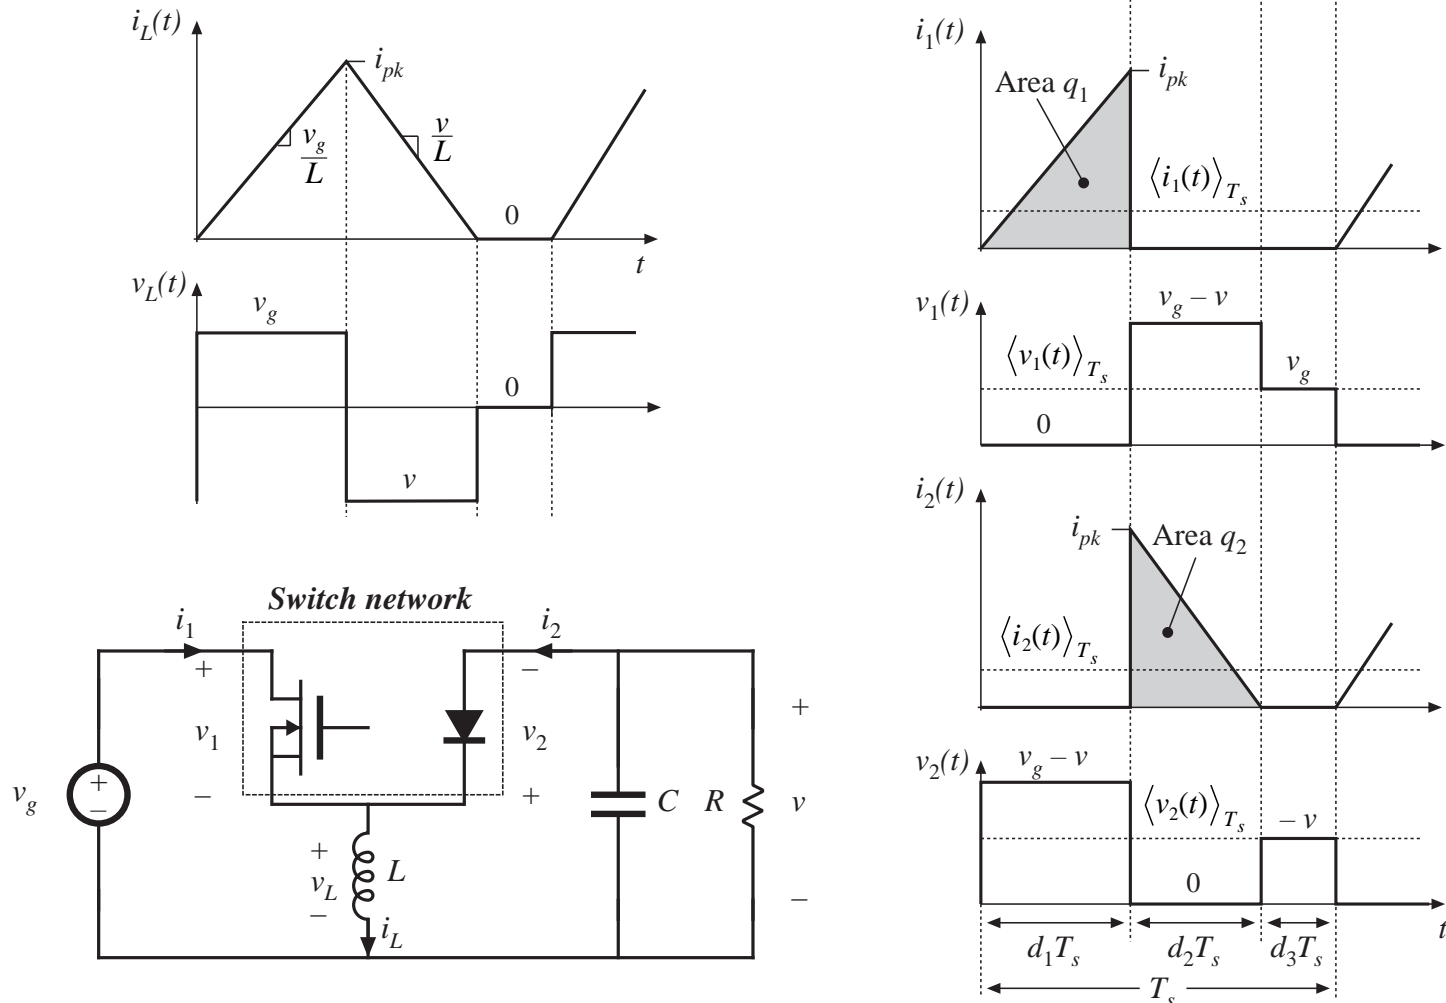 i_L(t)
i_pk
v_g/L
v/L
0
t
v_L(t)
v_g
0
v
Switch network
i_1
i_2
+
−
v_1
v_2
−
+
v_g
+
−
C
R
v
+
−
+
v_L
−
L
i_L
i_1(t)
i_pk
Area q_1
⟨i_1(t)⟩_T_s
v_1(t)
v_g − v
⟨v_1(t)⟩_T_s
v_g
0
i_2(t)
i_pk
Area q_2
⟨i_2(t)⟩_T_s
v_2(t)
v_g − v
⟨v_2(t)⟩_T_s
− v
0
t
d_1T_s
d_2T_s
d_3T_s
T_s